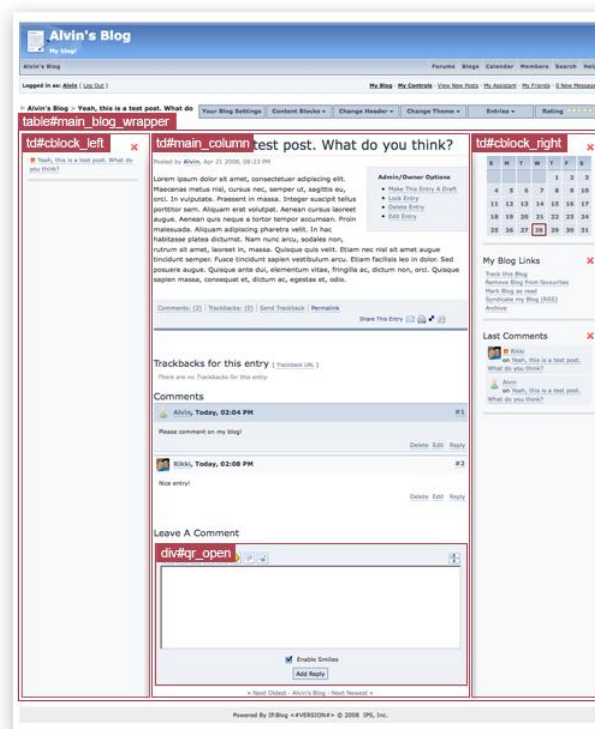 Alvin's Blog
My blog!
Alvin's Blog
Forums Blogs Calendar Members Search Help
Logged in as: Alvin ( Log Out )
My Blog · My Controls · View New Posts · My Assistant · My Friends · 0 New Messages
Alvin's Blog > Yeah, this is a test post. What do
Your Blog Settings Content Blocks Change Header Change Theme Entries Rating
table#main_blog_wrapper
td#cblock_left
Yeah, this is a test post. What do
you think?
td#main_column
test post. What do you think?
Posted by Alvin, Apr 21 2008, 08:23 PM
Lorem ipsum dolor sit amet, consectetuer adipiscing elit.
Maecenas metus nisl, cursus nec, semper ut, sagittis eu,
orci. In vulputate. Praesent in massa. Integer suscipit tellus
porttitor sem. Aliquam erat volutpat. Aenean cursus laoreet
augue. Aenean quis neque a tortor tempor accumsan. Proin
malesuada. Aliquam adipiscing pharetra velit. In hac
habitasse platea dictumst. Nam nunc arcu, sodales non,
rutrum sit amet, laoreet in, massa. Quisque quis velit. Etiam nec nisl sit amet augue
tincidunt semper. Fusce tincidunt sapien vestibulum arcu. Etiam facilisis leo in dolor. Sed
posuere augue. Quisque ante dui, elementum vitae, fringilla ac, dictum non, orci. Quisque
sapien massa, consequat et, dictum ac, egestas et, odio.
Admin/Owner Options
Make This Entry A Draft
Lock Entry
Delete Entry
Edit Entry
Comments: (2) Trackbacks: (0) Send Trackback Permalink
Share This Entry
Trackbacks for this entry [ Trackback URL ]
There are no Trackbacks for this entry
Comments
Alvin, Today, 02:04 PM #1
Please comment on my blog!
Delete Edit Reply
Rikki, Today, 02:08 PM #2
Nice entry!
Delete Edit Reply
Leave A Comment
div#qr_open
Enable Smilies
Add Reply
« Next Oldest · Alvin's Blog · Next Newest »
td#cblock_right
S M T W T F S
1 2 3
4 5 6 7 8 9 10
11 12 13 14 15 16 17
18 19 20 21 22 23 24
25 26 27 28 29 30 31
My Blog Links
Track this Blog
Remove Blog from favourites
Mark Blog as read
Syndicate my Blog (RSS)
Archive
Last Comments
Rikki
on Yeah, this is a test post.
What do you think?
Alvin
on Yeah, this is a test post.
What do you think?
Powered By IP.Blog <#VERSION#> © 2008 IPS, Inc.